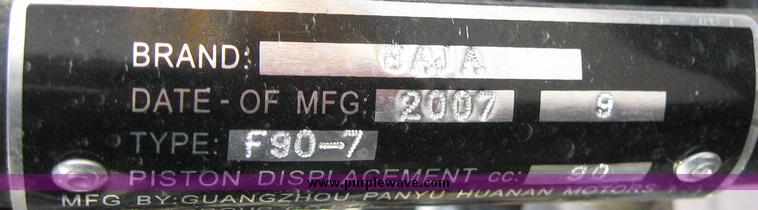 BRAND: BAJA
DATE-OF MFG: 2007 9
TYPE: F90-7
PISTON DISPLACEMENT cc: 90
www.purplewave.com
MFG BY:GUANGZHOU PANYU HUANAN MOTORS